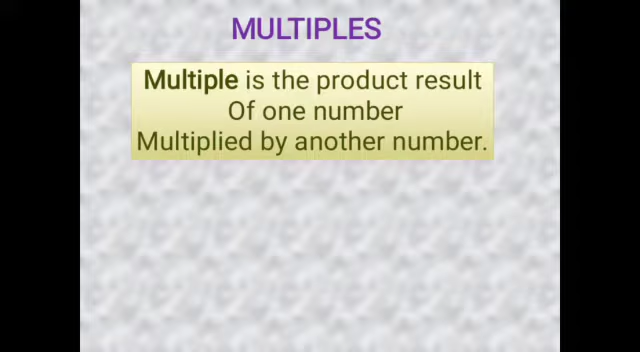 MULTIPLES
Multiple is the product result
Of one number
Multiplied by another number.